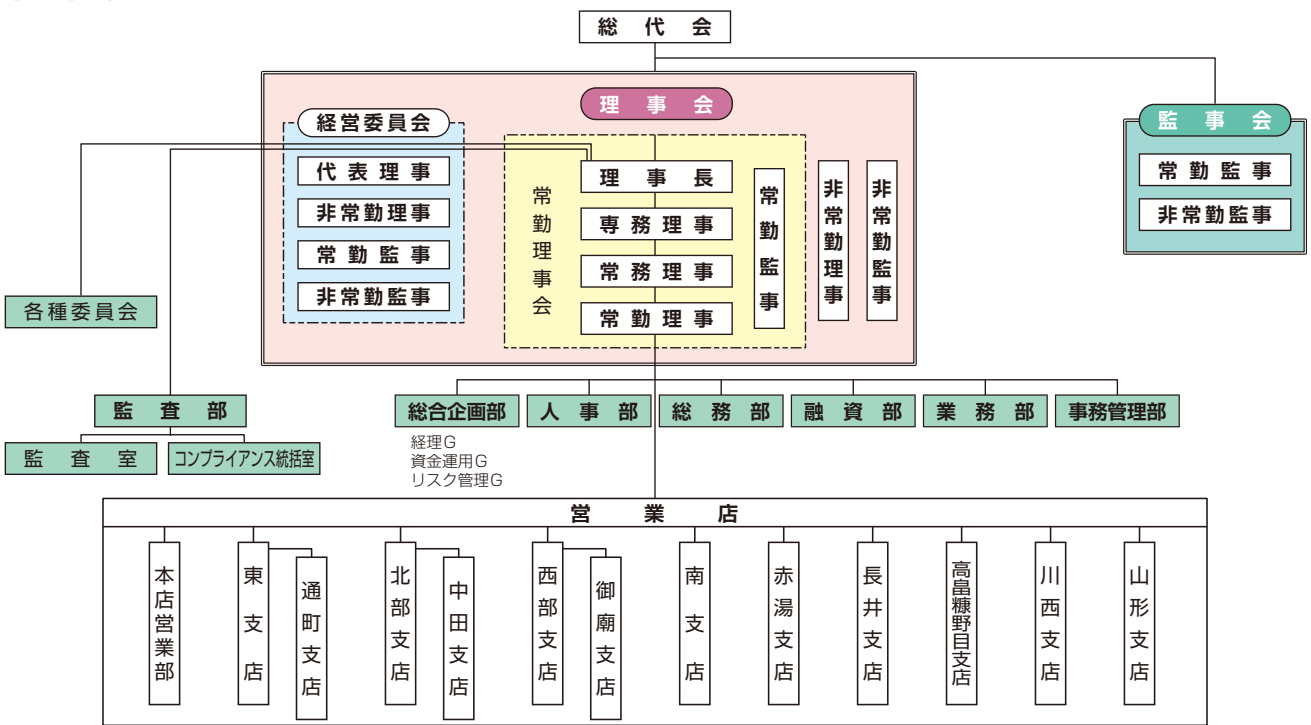 総代会
理事会
経営委員会
代表理事
非常勤理事
常勤監事
非常勤監事
常勤理事会
理事長
専務理事
常務理事
常勤理事
常勤監事
非常勤理事
非常勤監事
監事会
常勤監事
非常勤監事
各種委員会
監査部
監査室
コンプライアンス統括室
総合企画部
経理G
資金運用G
リスク管理G
人事部
総務部
融資部
業務部
事務管理部
営業店
本店営業部
東支店
通町支店
北部支店
中田支店
西部支店
御廟支店
南支店
赤湯支店
長井支店
高畠糠野目支店
川西支店
山形支店